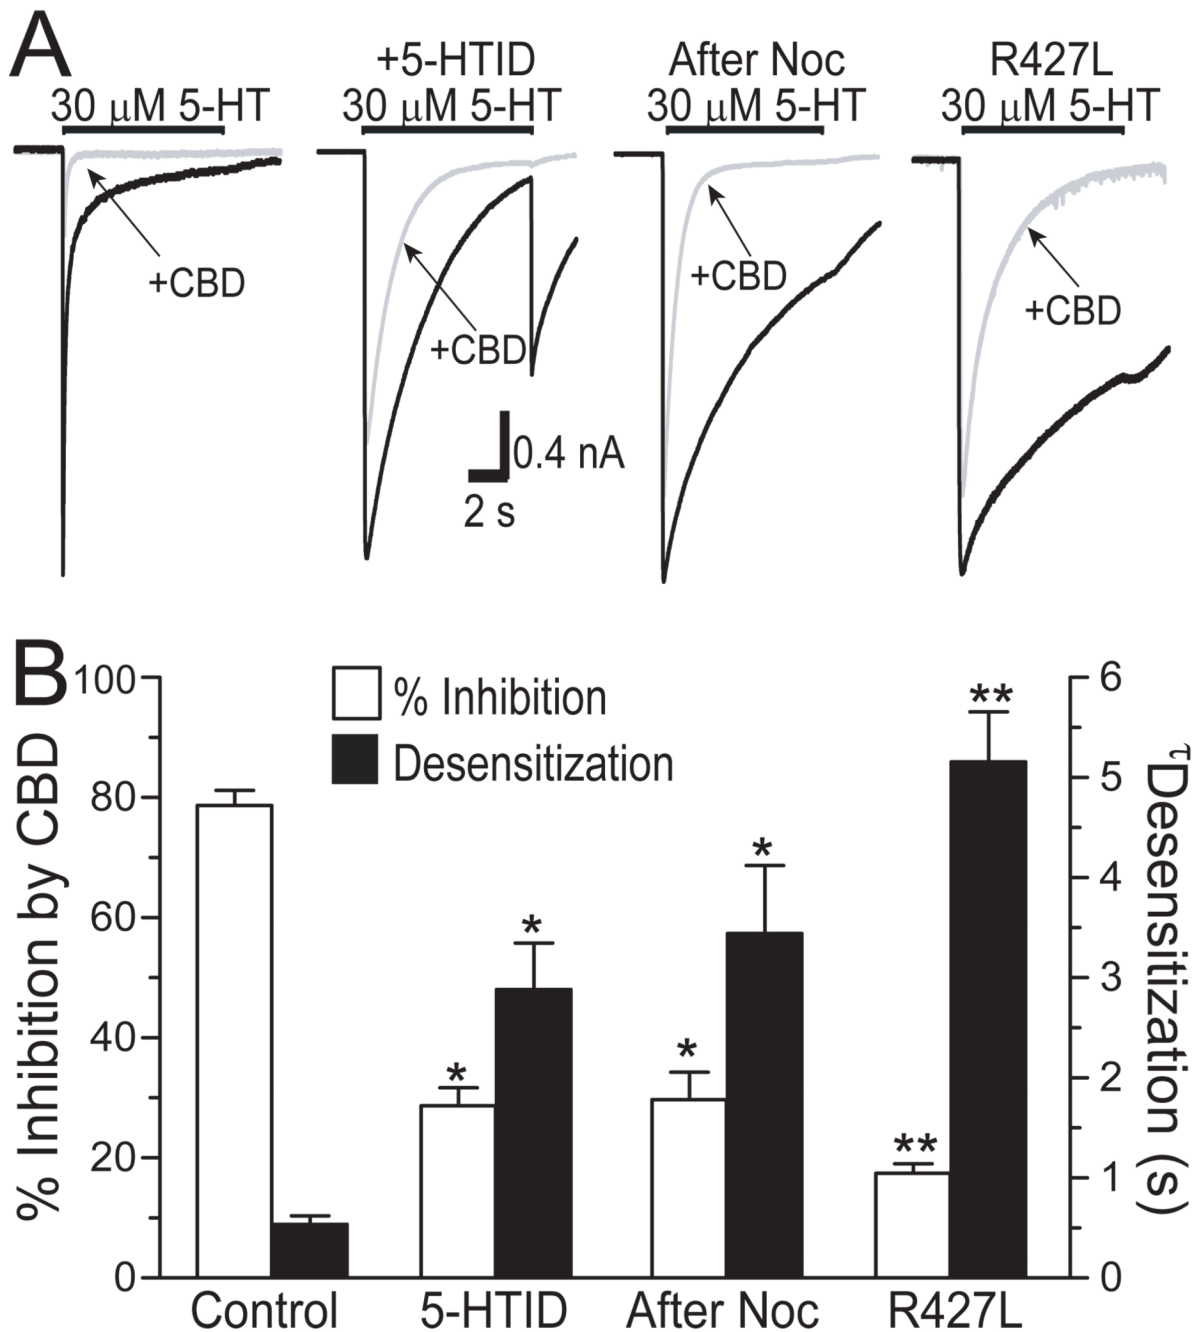 A
+5-HTID
After Noc
R427L
30 μM 5-HT
30 μM 5-HT
30 μM 5-HT
30 μM 5-HT
+CBD
+CBD
+CBD
+CBD
0.4 nA
2 s
B
% Inhibition
Desensitization
% Inhibition by CBD
100
80
60
40
20
0
*
*
*
*
**
**
6
5
4
3
2
1
0
τDesensitization (s)
Control
5-HTID
After Noc
R427L